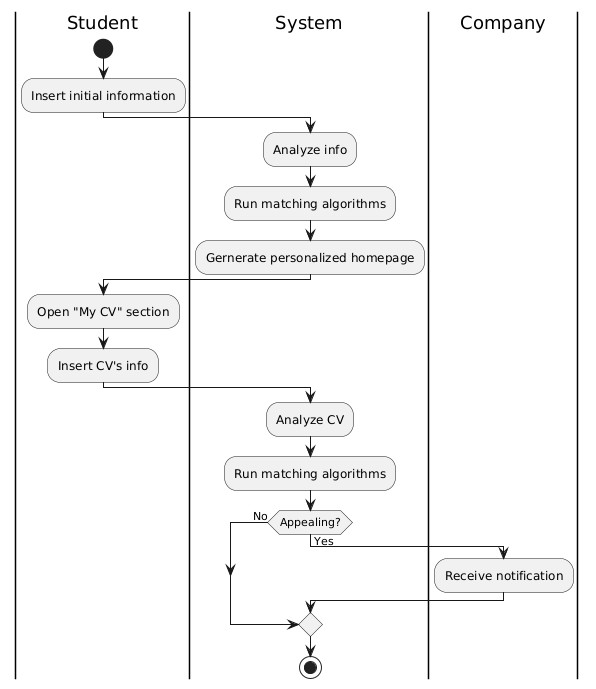 Student
System
Company
Insert initial information
Analyze info
Run matching algorithms
Gernerate personalized homepage
Open "My CV" section
Insert CV's info
Analyze CV
Run matching algorithms
No
Appealing?
Yes
Receive notification